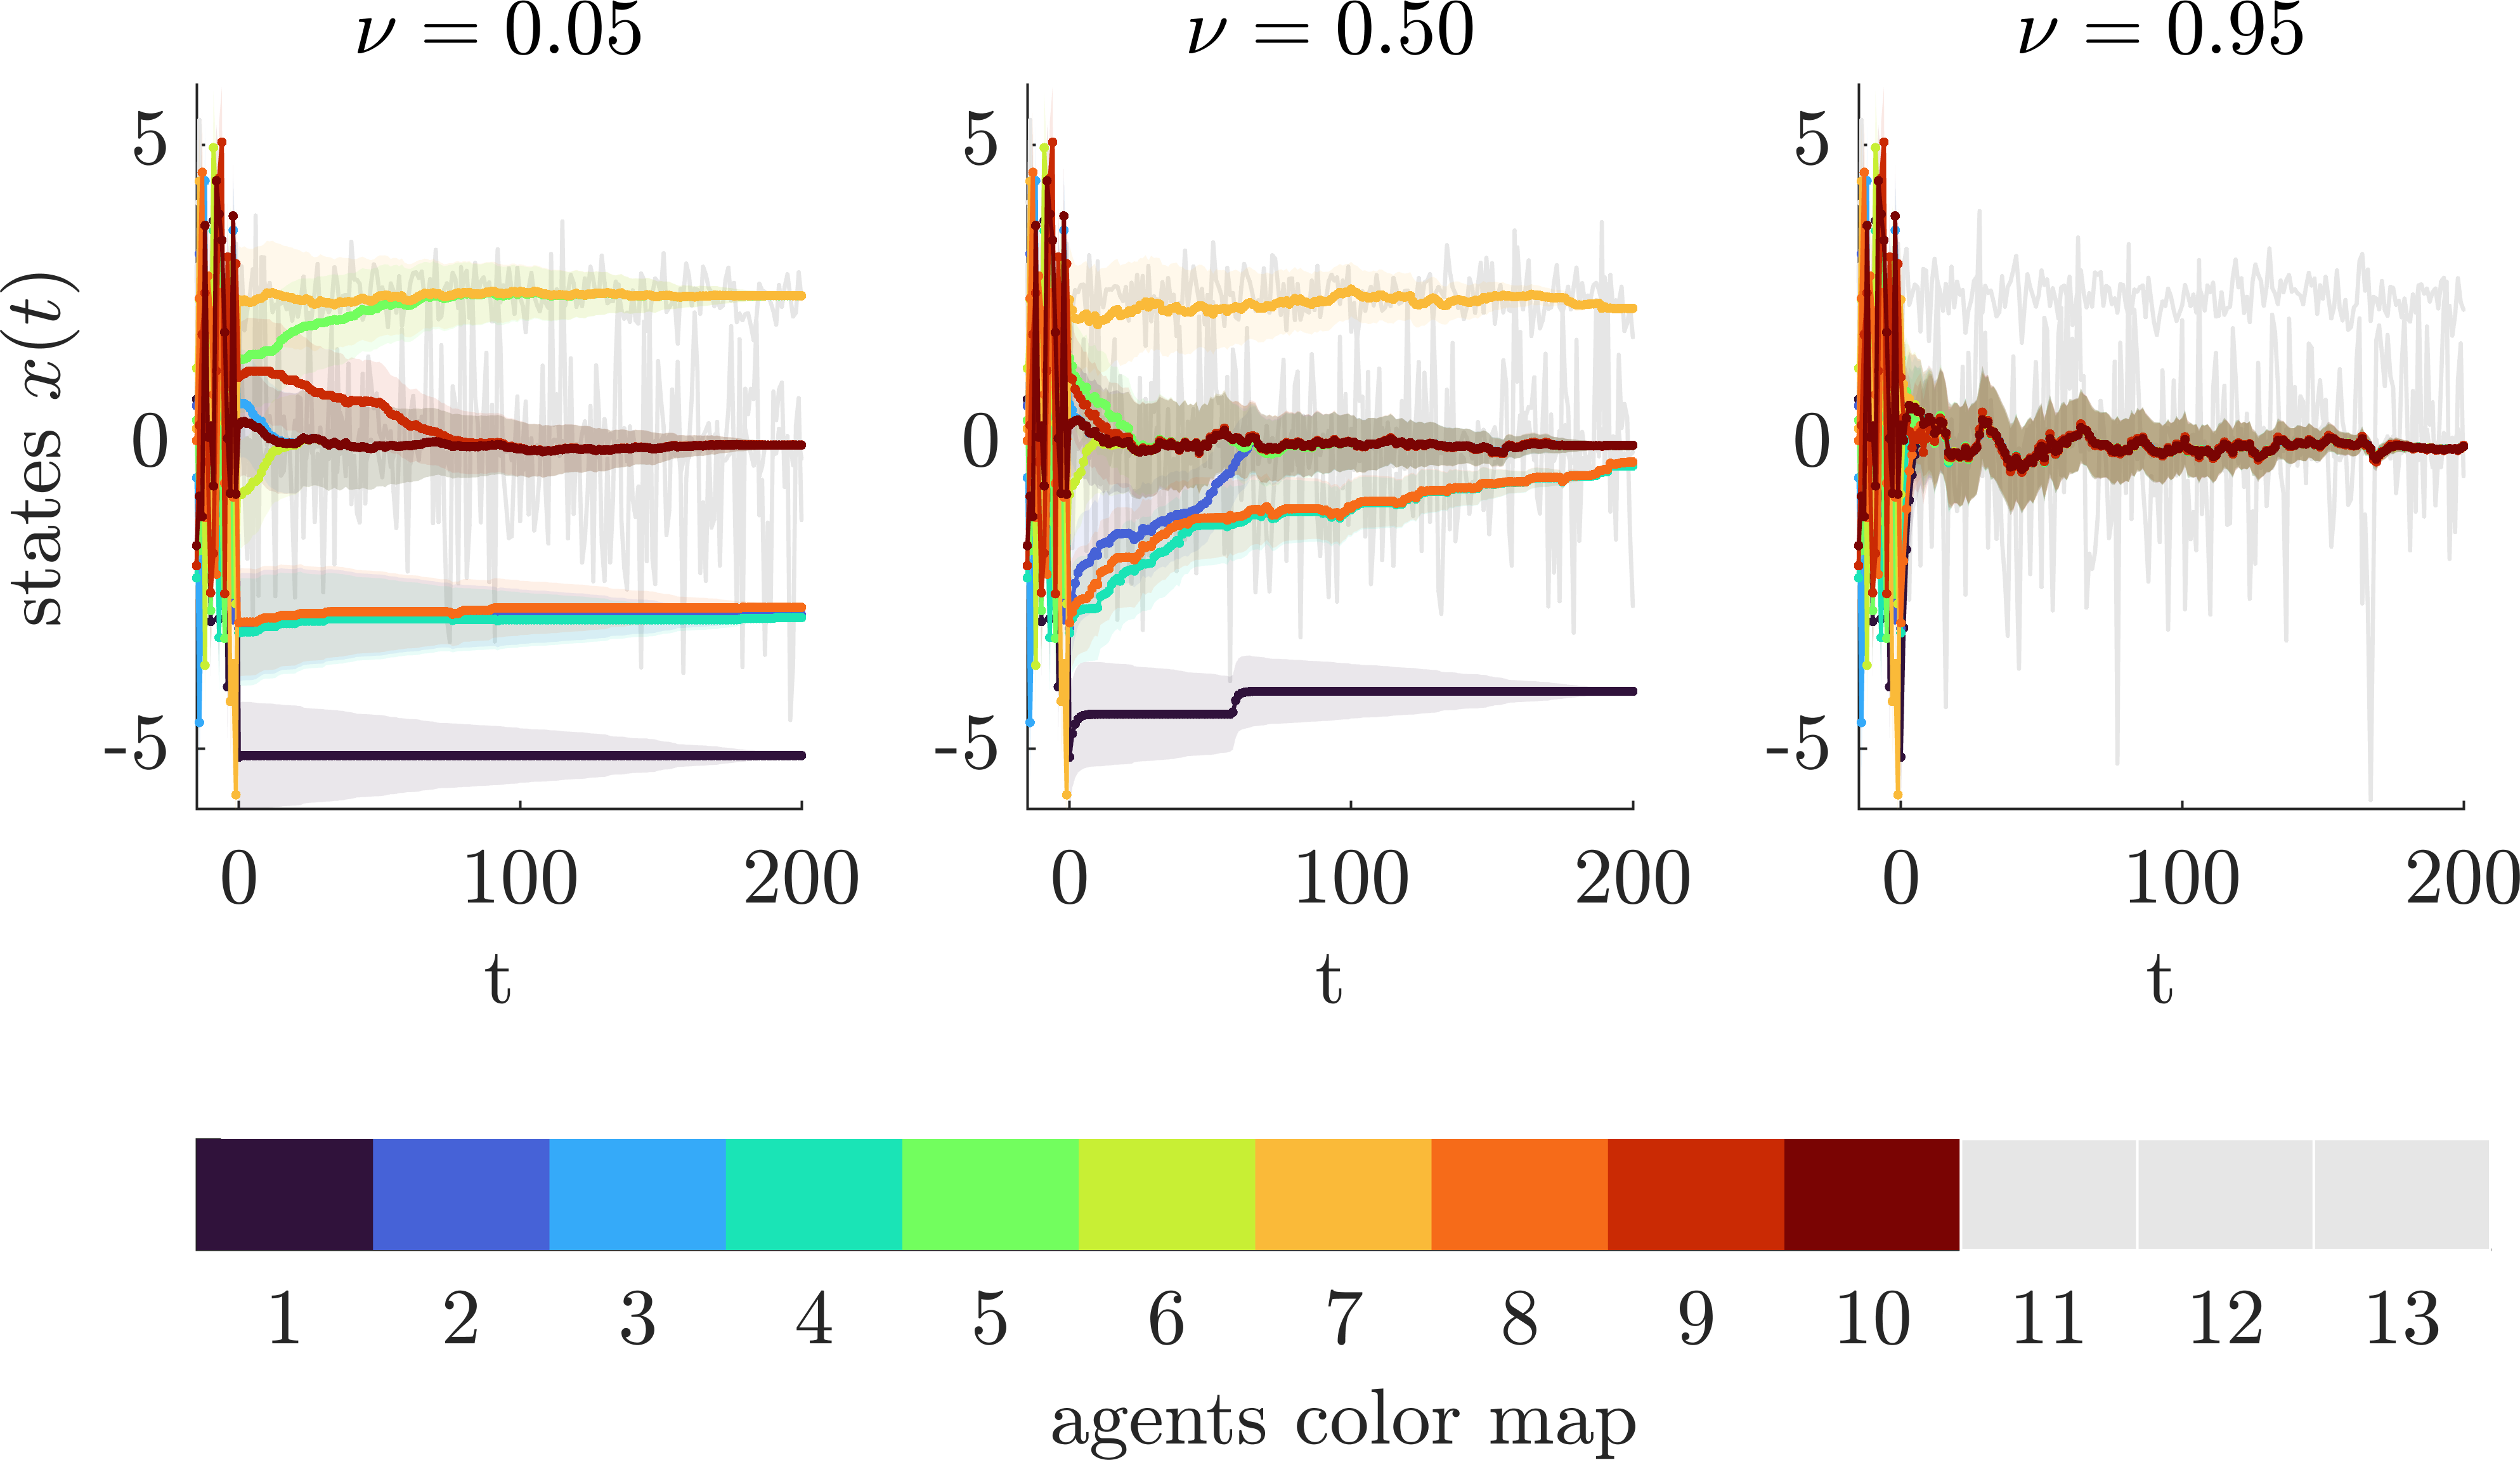 ν = 0.05 ν = 0.50 ν = 0.95
states x(t)
5 5 5
0 0 0
-5 -5 -5
0 100 200 0 100 200 0 100 200
t t t
1 2 3 4 5 6 7 8 9 10 11 12 13
agents color map